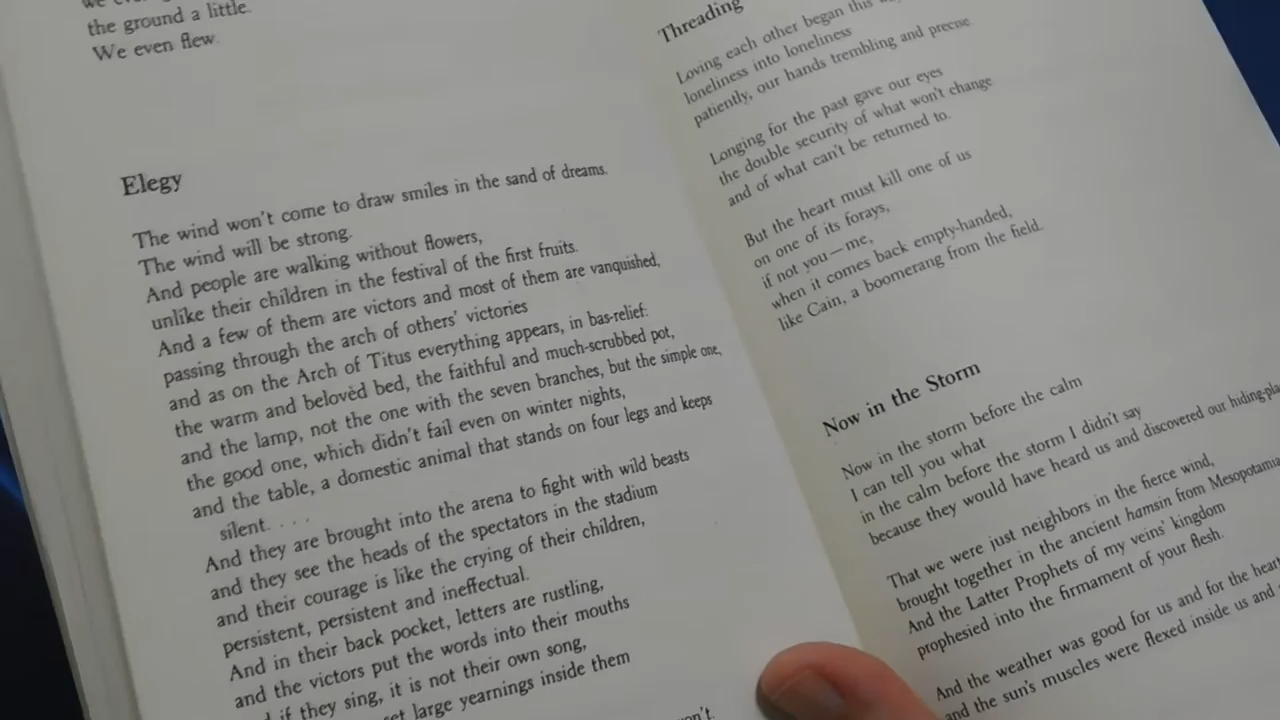 the ground a little.
We even flew.
Elegy
The wind won't come to draw smiles in the sand of dreams.
The wind will be strong.
And people are walking without flowers,
unlike their children in the festival of the first fruits.
And a few of them are victors and most of them are vanquished,
passing through the arch of others' victories
and as on the Arch of Titus everything appears, in bas-relief:
the warm and belovèd bed, the faithful and much-scrubbed pot,
and the lamp, not the one with the seven branches, but the simple one,
the good one, which didn't fail even on winter nights,
and the table, a domestic animal that stands on four legs and keeps
silent. . . .
And they are brought into the arena to fight with wild beasts
and they see the heads of the spectators in the stadium
and their courage is like the crying of their children,
persistent, persistent and ineffectual.
And in their back pocket, letters are rustling,
and the victors put the words into their mouths
if they sing, it is not their own song,
large yearnings inside them
Threading
Loving each other began this
loneliness into loneliness
patiently, our hands trembling and precise.
Longing for the past gave our eyes
the double security of what won't change
and of what can't be returned to.
But the heart must kill one of us
on one of its forays,
if not you—me,
when it comes back empty-handed,
like Cain, a boomerang from the field.
Now in the Storm
Now in the storm before the calm
I can tell you what
in the calm before the storm I didn't say
because they would have heard us and discovered our
That we were just neighbors in the fierce wind,
brought together in the ancient hamsin from Mesopotamia
And the Latter Prophets of my veins' kingdom
prophesied into the firmament of your flesh.
And the weather was good for us and for the heart
and the sun's muscles were flexed inside us and